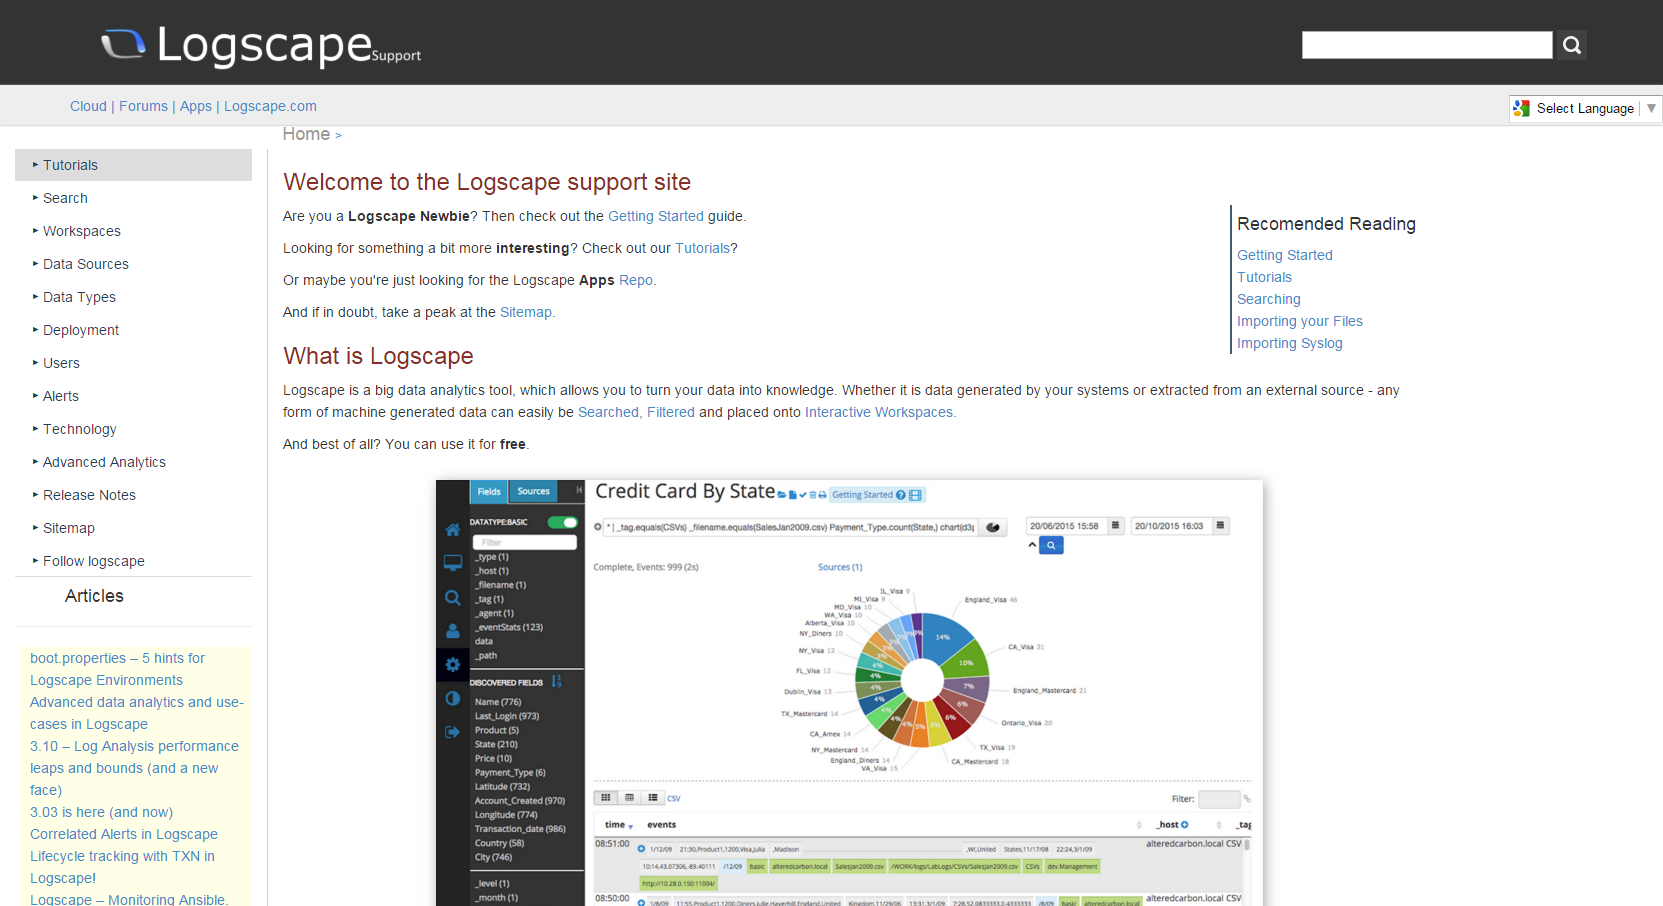 Logscape Support
Cloud | Forums | Apps | Logscape.com
Select Language ▼
Home >
Tutorials
Search
Workspaces
Data Sources
Data Types
Deployment
Users
Alerts
Technology
Advanced Analytics
Release Notes
Sitemap
Follow logscape
Articles
boot.properties – 5 hints for
Logscape Environments
Advanced data analytics and use-
cases in Logscape
3.10 – Log Analysis performance
leaps and bounds (and a new
face)
3.03 is here (and now)
Correlated Alerts in Logscape
Lifecycle tracking with TXN in
Logscape!
Logscape – Monitoring Ansible,
Welcome to the Logscape support site
Are you a Logscape Newbie? Then check out the Getting Started guide.
Looking for something a bit more interesting? Check out our Tutorials?
Or maybe you're just looking for the Logscape Apps Repo.
And if in doubt, take a peak at the Sitemap.
Recomended Reading
Getting Started
Tutorials
Searching
Importing your Files
Importing Syslog
What is Logscape
Logscape is a big data analytics tool, which allows you to turn your data into knowledge. Whether it is data generated by your systems or extracted from an external source - any
form of machine generated data can easily be Searched, Filtered and placed onto Interactive Workspaces.
And best of all? You can use it for free.
Fields Sources
DATATYPE:BASIC
Filter
_type (1)
_host (1)
_filename (1)
_tag (1)
_agent (1)
_eventStats (123)
data
_path
DISCOVERED FIELDS
Name (776)
Last_Login (973)
Product (5)
State (210)
Price (10)
Payment_Type (6)
Latitude (732)
Account_Created (970)
Longitude (774)
Transaction_date (986)
Country (58)
City (746)
_level (1)
_month (1)
Credit Card By State Getting Started
* | _tag.equals(CSVs) _filename.equals(SalesJan2009.csv) Payment_Type.count(State,) chart(d3p
20/06/2015 15:58 20/10/2015 16:03
Complete, Events: 999 (2s) Sources (1)
IL_Visa 9
MI_Visa 9
MD_Visa 10
WA_Visa 10
Alberta_Visa 10
NY_Diners 10
NY_Visa 12
FL_Visa 12
Dublin_Visa 13
TX_Mastercard 14
CA_Amex 14
NY_Mastercard 14
England_Diners 14
VA_Visa 15
England_Visa 46
CA_Visa 31
England_Mastercard 21
Ontario_Visa 20
TX_Visa 19
CA_Mastercard 18
14%
10%
7%
6%
6%
5%
5%
4%
4%
4%
4%
4%
4%
4%
3%
3%
3%
CSV Filter:
time events _host _tag
08:51:00 1/12/09 21:30,Product1,1200,Visa,Julia ,Madison ,WI,United States,11/17/08 22:24,3/1/09 alteredcarbon.local CSV
10:14,43.07306,-89.40111 /12/09 basic alteredcarbon.local SalesJan2009.csv /WORK/logs/LabLogs/CSVs/SalesJan2009.csv CSVs dev.Management
http://10.28.0.150:11004/
08:50:00 1/8/09 11:55,Product1,1200,Diners,Julie,Haverhill,England,United Kingdom,11/29/06 13:31,3/1/09 7:28,52.0833333,0.4333333 /8/09 basic alteredcarbon.local alteredcarbon.local CSV